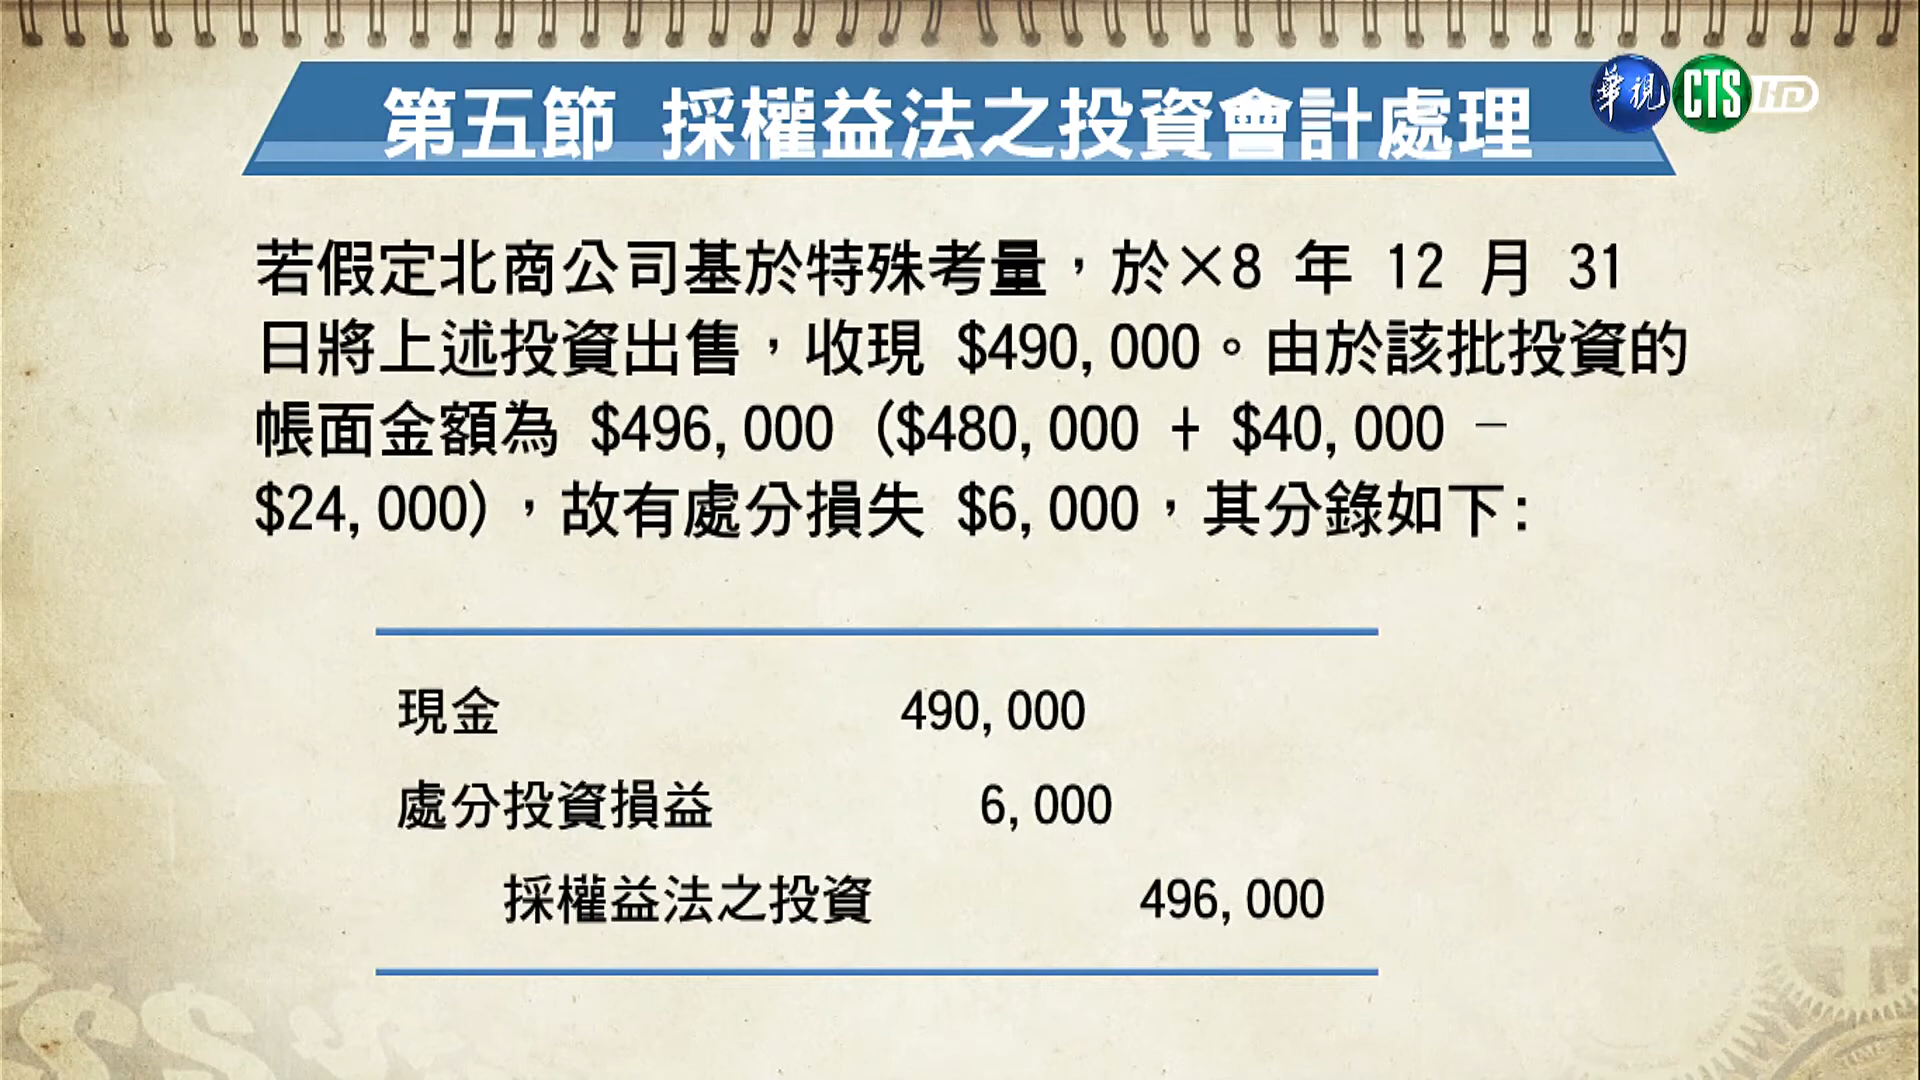 第五節 採權益法之投資會計處理
華視 CTS HD
若假定北商公司基於特殊考量，於×8 年 12 月 31
日將上述投資出售，收現 $490,000。由於該批投資的
帳面金額為 $496,000 ($480,000 + $40,000 −
$24,000)，故有處分損失 $6,000，其分錄如下:
現金 490,000
處分投資損益 6,000
採權益法之投資 496,000